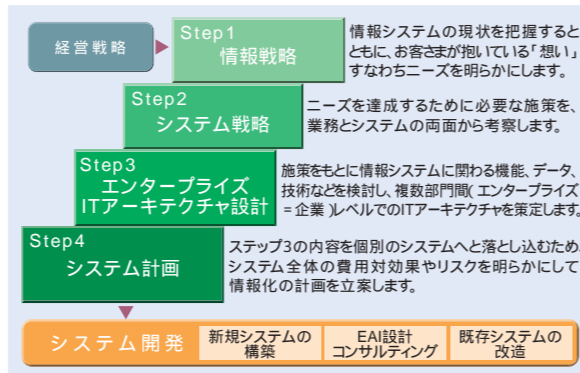 経営戦略
Step1
情報戦略
情報システムの現状を把握すると
ともに、お客さまが抱いている「想い」
すなわちニーズを明らかにします。
Step2
システム戦略
ニーズを達成するために必要な施策を、
業務とシステムの両面から考察します。
Step3
エンタープライズ
ITアーキテクチャ設計
施策をもとに情報システムに関わる機能、データ、
技術などを検討し、複数部門間(エンタープライズ
=企業)レベルでのITアーキテクチャを策定します。
Step4
システム計画
ステップ3の内容を個別のシステムへと落とし込むため
システム全体の費用対効果やリスクを明らかにして
情報化の計画を立案します。
システム開発
新規システムの
構築
EAI設計
コンサルティング
既存システムの
改造